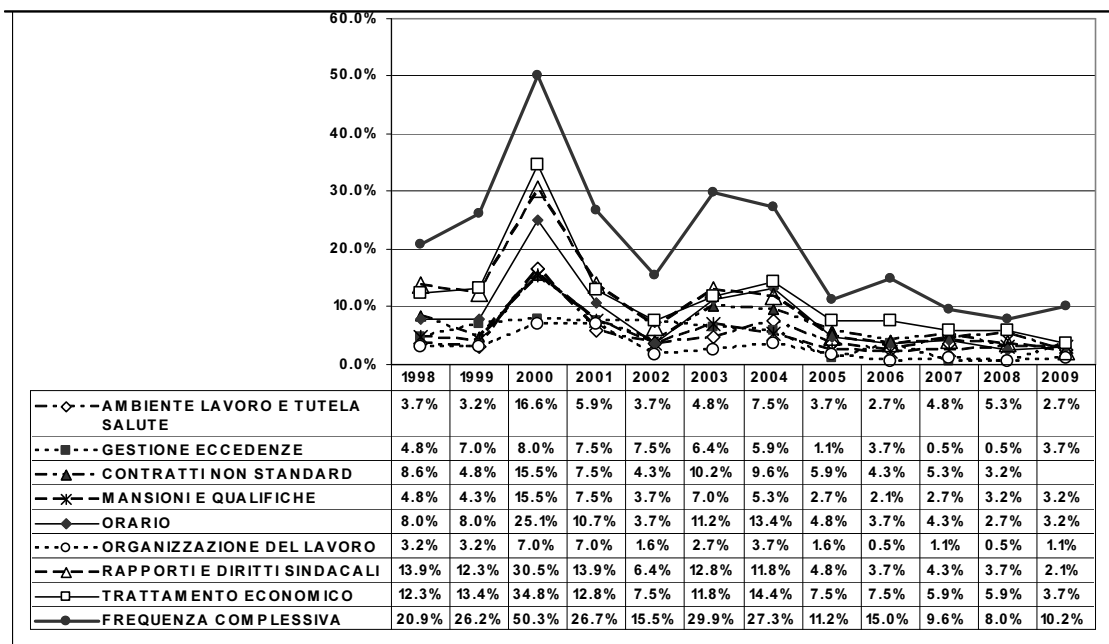 60.0%
50.0%
40.0%
30.0%
20.0%
10.0%
0.0%
1998 1999 2000 2001 2002 2003 2004 2005 2006 2007 2008 2009
AMBIENTE LAVORO E TUTELA SALUTE 3.7% 3.2% 16.6% 5.9% 3.7% 4.8% 7.5% 3.7% 2.7% 4.8% 5.3% 2.7%
GESTIONE ECCEDENZE 4.8% 7.0% 8.0% 7.5% 7.5% 6.4% 5.9% 1.1% 3.7% 0.5% 0.5% 3.7%
CONTRATTI NON STANDARD 8.6% 4.8% 15.5% 7.5% 4.3% 10.2% 9.6% 5.9% 4.3% 5.3% 3.2%
MANSIONI E QUALIFICHE 4.8% 4.3% 15.5% 7.5% 3.7% 7.0% 5.3% 2.7% 2.1% 2.7% 3.2% 3.2%
ORARIO 8.0% 8.0% 25.1% 10.7% 3.7% 11.2% 13.4% 4.8% 3.7% 4.3% 2.7% 3.2%
ORGANIZZAZIONE DEL LAVORO 3.2% 3.2% 7.0% 7.0% 1.6% 2.7% 3.7% 1.6% 0.5% 1.1% 0.5% 1.1%
RAPPORTI E DIRITTI SINDACALI 13.9% 12.3% 30.5% 13.9% 6.4% 12.8% 11.8% 4.8% 3.7% 4.3% 3.7% 2.1%
TRATTAMENTO ECONOMICO 12.3% 13.4% 34.8% 12.8% 7.5% 11.8% 14.4% 7.5% 7.5% 5.9% 5.9% 3.7%
FREQUENZA COMPLESSIVA 20.9% 26.2% 50.3% 26.7% 15.5% 29.9% 27.3% 11.2% 15.0% 9.6% 8.0% 10.2%